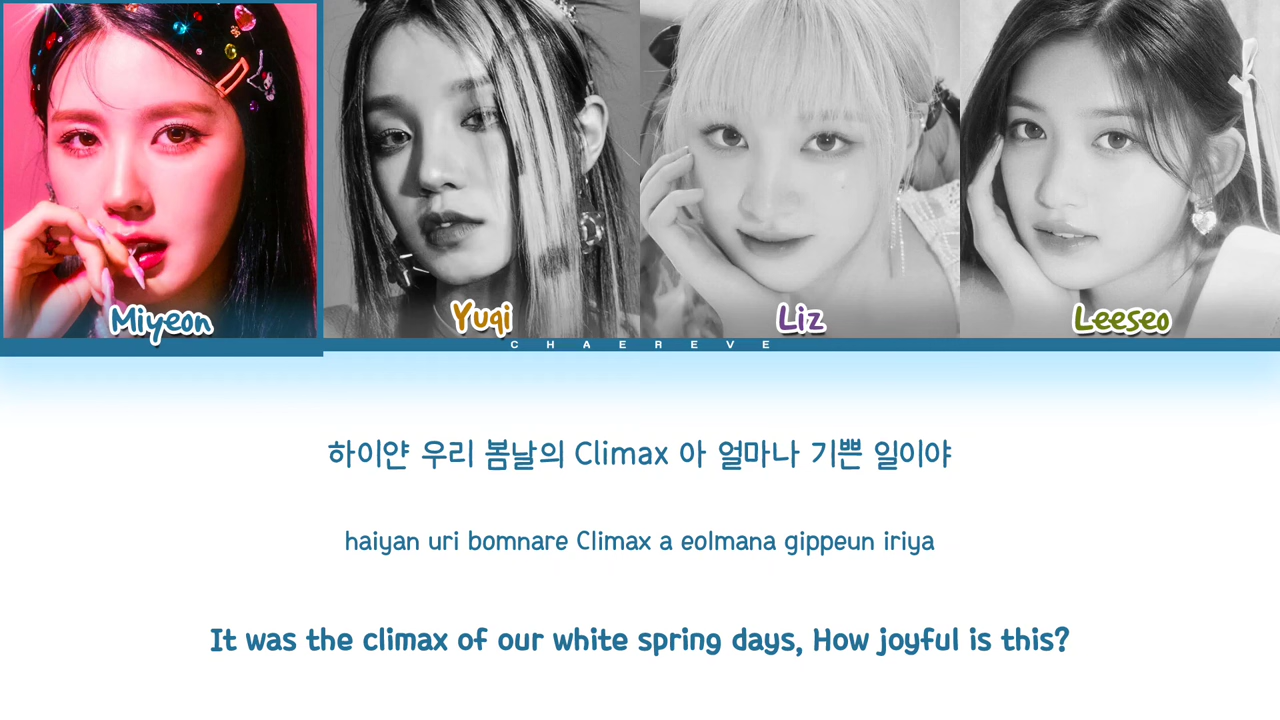 Miyeon Yuqi Liz Leeseo
CHAEREVE
하이얀 우리 봄날의 Climax 아 얼마나 기쁜 일이야
haiyan uri bomnare Climax a eolmana gippeun iriya
It was the climax of our white spring days, How joyful is this?